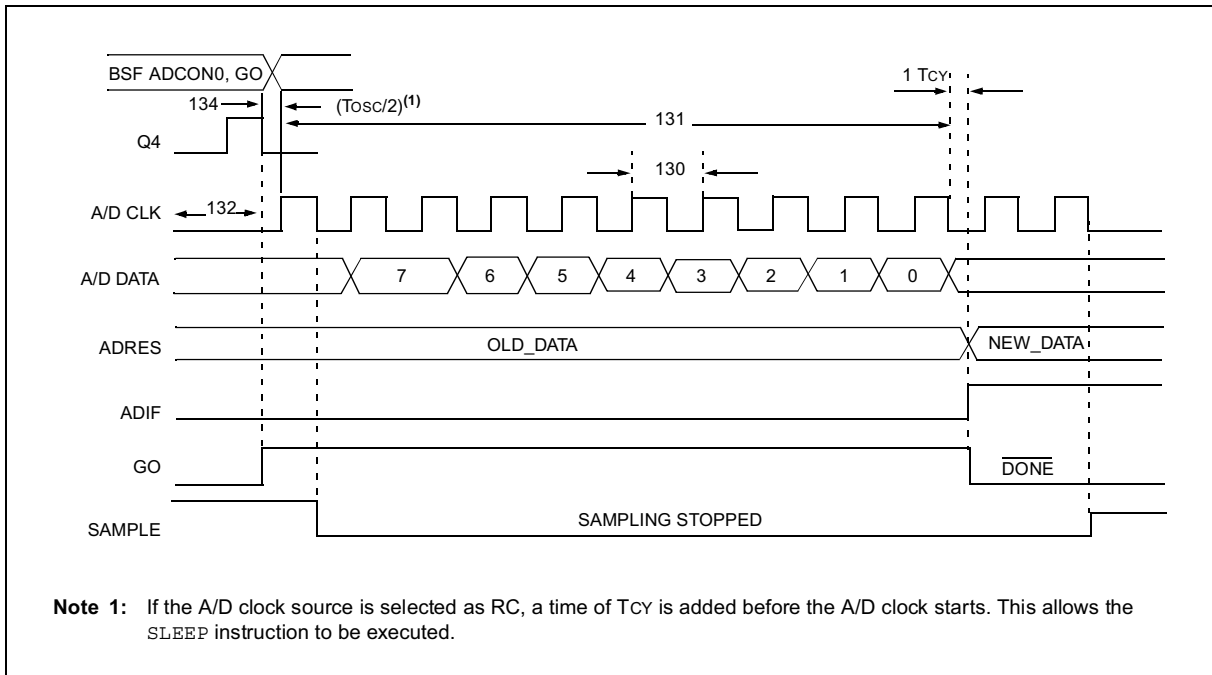 BSF ADCON0, GO
1 TCY
134
(TOSC/2)(1)
131
Q4
130
A/D CLK
132
A/D DATA
7 6 5 4 3 2 1 0
ADRES
OLD_DATA
NEW_DATA
ADIF
GO
DONE
SAMPLE
SAMPLING STOPPED
Note 1: If the A/D clock source is selected as RC, a time of TCY is added before the A/D clock starts. This allows the
SLEEP instruction to be executed.